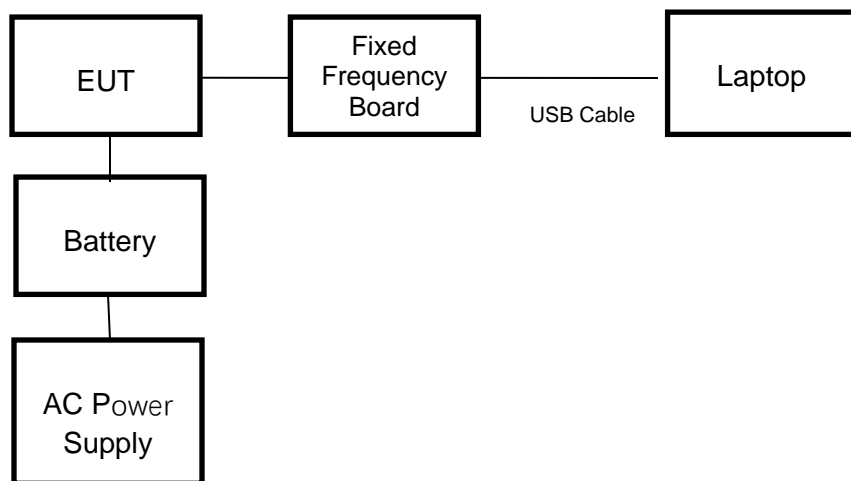 EUT
Fixed
Frequency
Board
USB Cable
Laptop
Battery
AC Power
Supply